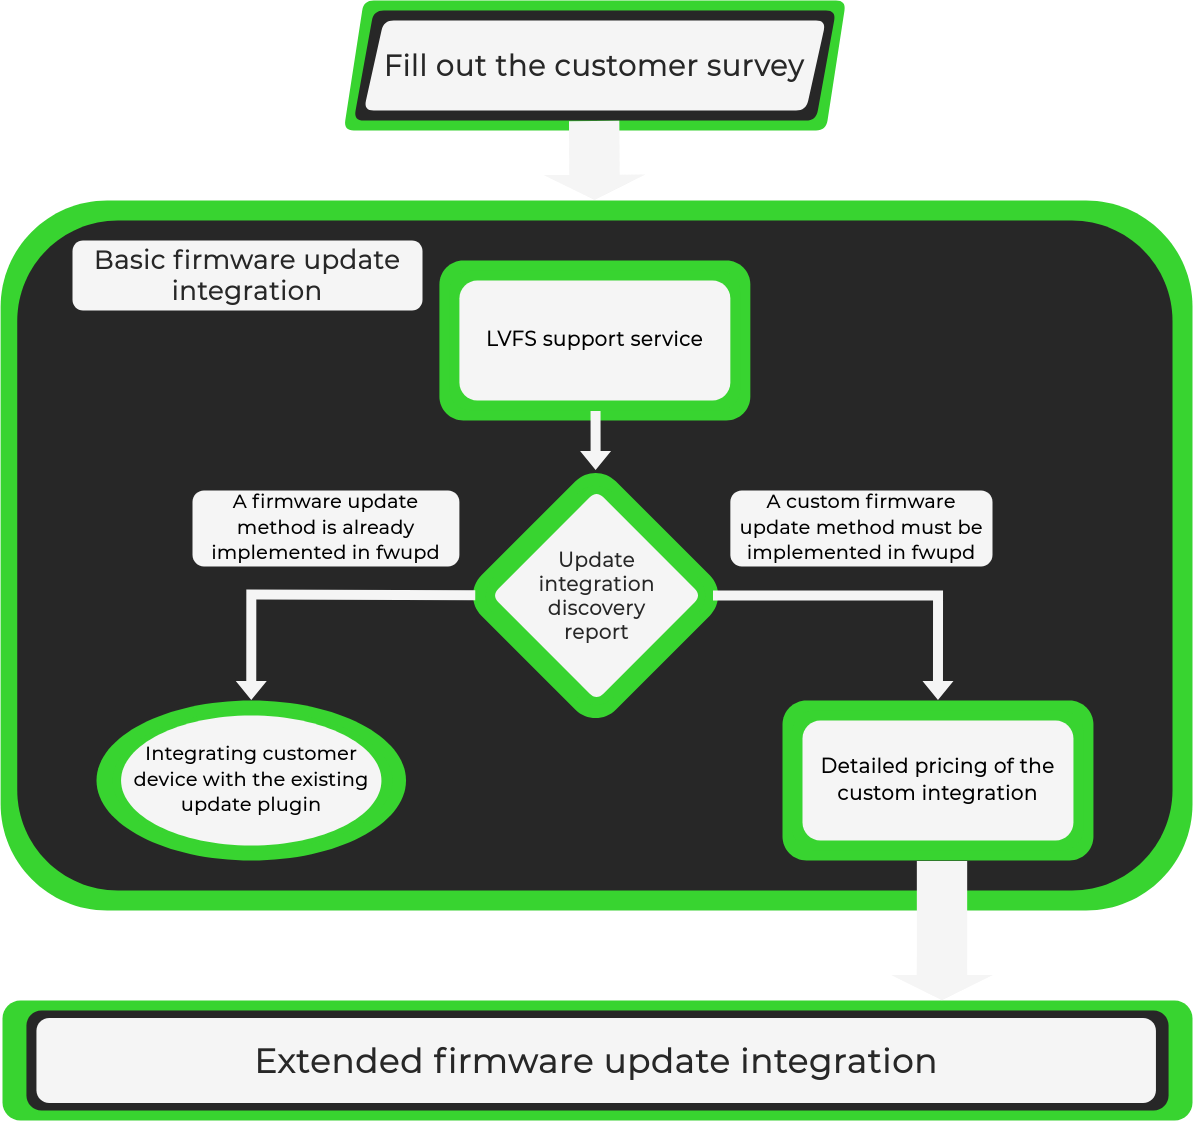 Fill out the customer survey
Basic firmware update
integration
LVFS support service
A firmware update
method is already
implemented in fwupd
A custom firmware
update method must be
implemented in fwupd
Update
integration
discovery
report
Integrating customer
device with the existing
update plugin
Detailed pricing of the
custom integration
Extended firmware update integration